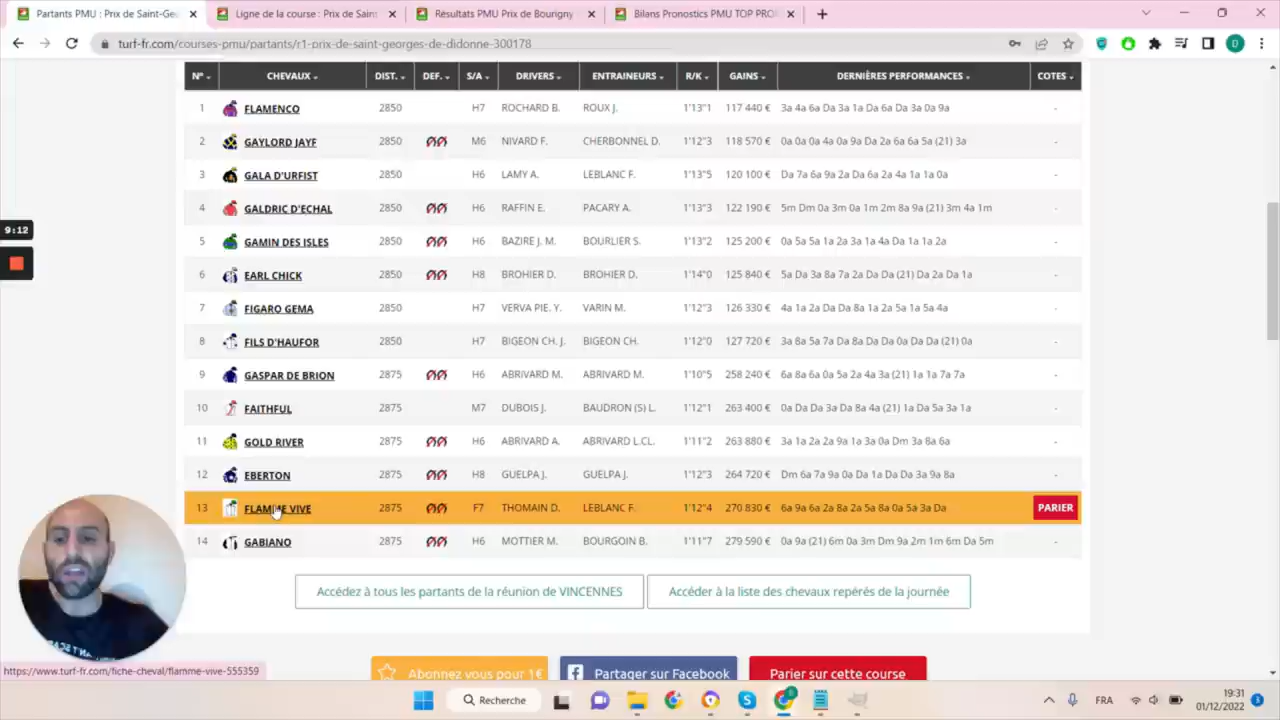 Partants PMU : Prix de Saint-Geo
Ligne de la course : Prix de Saint
Résultats PMU Prix de Bourigny
Bilans Pronostics PMU TOP PRO
turf-fr.com/courses-pmu/partants/r1-prix-de-saint-georges-de-didonne-300178
N° CHEVAUX DIST. DEF. S/A DRIVERS ENTRAINEURS R/K GAINS DERNIÈRES PERFORMANCES COTES
1 FLAMENCO 2850 H7 ROCHARD B. ROUX J. 1'13"1 117 440 € 3a 4a 6a Da 3a 1a Da 6a Da 3a 0a 9a -
2 GAYLORD JAYF 2850 M6 NIVARD F. CHERBONNEL D. 1'12"3 118 570 € 0a 0a 0a 4a 0a 9a Da 2a 6a 6a 5a (21) 3a -
3 GALA D'URFIST 2850 H6 LAMY A. LEBLANC F. 1'13"5 120 100 € Da 7a 6a 9a 2a Da 6a 2a 4a 1a 1a 0a -
4 GALDRIC D'ECHAL 2850 H6 RAFFIN E. PACARY A. 1'13"3 122 190 € 5m Dm 0a 3m 0a 1m 2m 8a 9a (21) 3m 4a 1m -
5 GAMIN DES ISLES 2850 H6 BAZIRE J. M. BOURLIER S. 1'13"2 125 200 € 0a 5a 5a 1a 2a 3a 1a 4a Da 1a 1a 2a -
6 EARL CHICK 2850 H8 BROHIER D. BROHIER D. 1'14"0 125 840 € 5a Da 3a 8a 7a 2a Da Da (21) Da 2a Da 1a -
7 FIGARO GEMA 2850 H7 VERVA PIE. Y. VARIN M. 1'12"3 126 330 € 4a 1a 2a Da Da 8a 1a 2a 5a 1a 5a 4a -
8 FILS D'HAUFOR 2850 H7 BIGEON CH. J. BIGEON CH. 1'12"0 127 720 € 3a 8a 5a 7a Da 8a Da Da 0a Da Da (21) 0a -
9 GASPAR DE BRION 2875 H6 ABRIVARD M. ABRIVARD M. 1'10"5 258 240 € 6a 8a 6a 0a 5a 2a 4a 3a (21) 1a 1a 7a 7a -
10 FAITHFUL 2875 M7 DUBOIS J. BAUDRON (S) L. 1'12"1 263 400 € 0a Da Da 3a Da 8a 4a (21) 1a Da 5a 3a 1a -
11 GOLD RIVER 2875 H6 ABRIVARD A. ABRIVARD L.CL. 1'11"2 263 880 € 3a 1a 2a 2a 9a 1a 3a 0a Dm 3a 8a 6a -
12 EBERTON 2875 H8 GUELPA J. GUELPA J. 1'12"3 264 720 € Dm 6a 7a 9a 0a Da 1a Da Da 3a 9a 8a -
13 FLAMME VIVE 2875 F7 THOMAIN D. LEBLANC F. 1'12"4 270 830 € 6a 9a 6a 2a 8a 2a 5a 8a 0a 5a 3a Da PARIER
14 GABIANO 2875 H6 MOTTIER M. BOURGOIN B. 1'11"7 279 590 € 0a 9a (21) 6m 0a 3m Dm 9a 2m 1m 6m Da 5m -
9:12
Accédez à tous les partants de la réunion de VINCENNES
Accéder à la liste des chevaux repérés de la journée
Abonnez vous pour 1€
Partager sur Facebook
Parier sur cette course
https://www.turf-fr.com/fiche-cheval/flamme-vive-555359
Recherche
FRA
19:31
01/12/2022